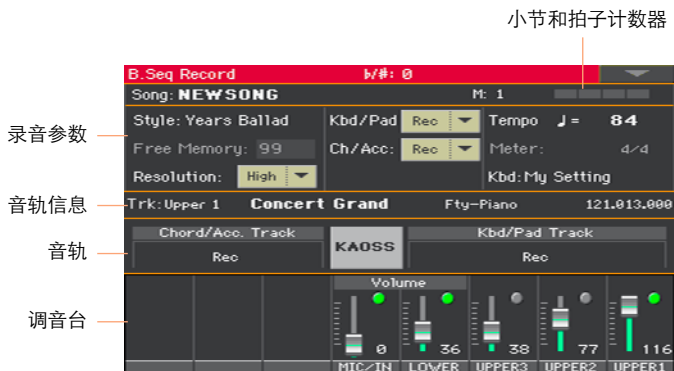 小节和拍子计数器
B.Seq Record ♭/#: 0
Song: NEWSONG M: 1
录音参数
Style: Years Ballad Kbd/Pad Rec Tempo ♩ = 84
Free Memory: 99 Ch/Acc: Rec Meter: 4/4
Resolution: High Kbd: My Setting
音轨信息
Trk: Upper 1 Concert Grand Fty-Piano 121.013.000
音轨
Chord/Acc. Track KAOSS Kbd/Pad Track
Rec Rec
调音台
Volume
0 36 38 77 116
MIC/IN LOWER UPPER3 UPPER2 UPPER1